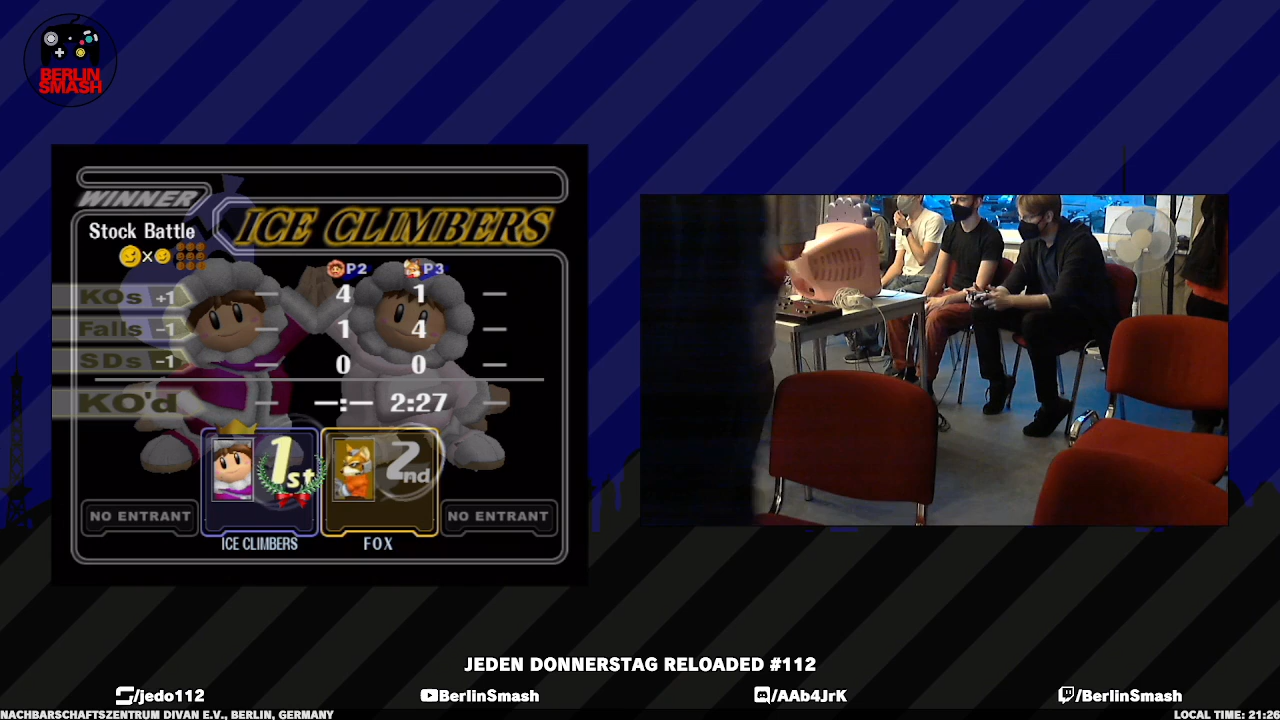 BERLIN
SMASH
WINNER
ICE CLIMBERS
Stock Battle
×
P2 P3
KOs +1 — 4 1 —
Falls -1 — 1 4 —
SDs -1 — 0 0 —
KO'd — —:— 2:27 —
1st 2nd
NO ENTRANT NO ENTRANT
ICE CLIMBERS FOX
JEDEN DONNERSTAG RELOADED #112
/jedo112 BerlinSmash /AAb4JrK /BerlinSmash
NACHBARSCHAFTSZENTRUM DIVAN E.V., BERLIN, GERMANY LOCAL TIME: 21:26